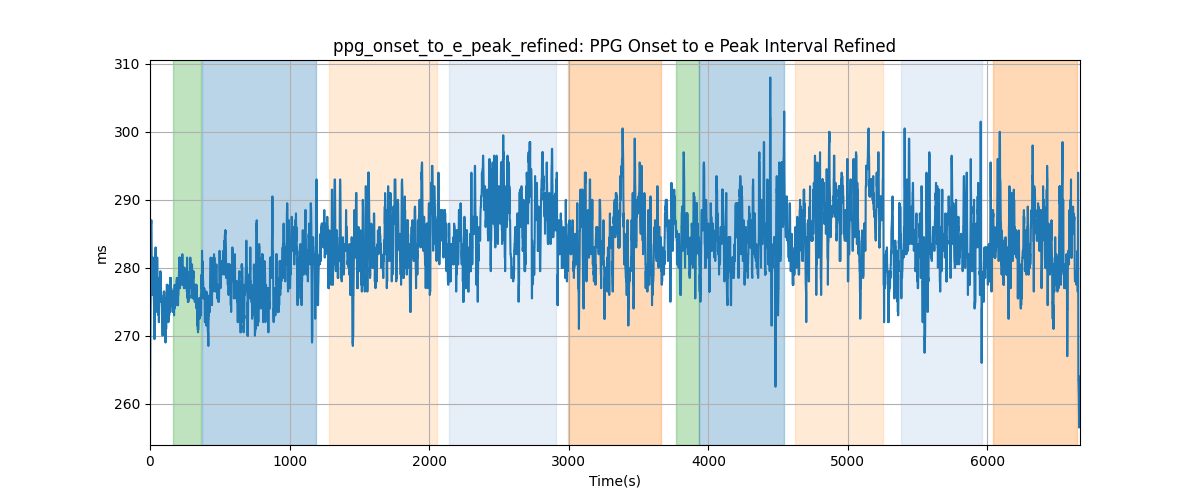 ppg_onset_to_e_peak_refined: PPG Onset to e Peak Interval Refined
310
300
290
280
270
260
ms
0 1000 2000 3000 4000 5000 6000
Time(s)